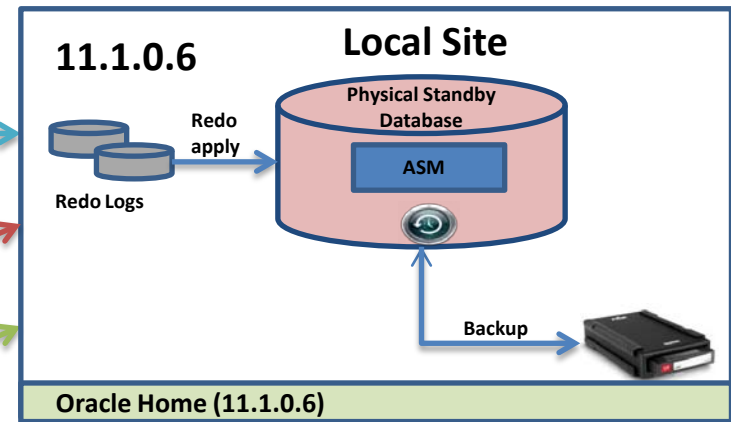 Local Site
11.1.0.6
Physical Standby
Database
Redo
apply
ASM
Redo Logs
Backup
Oracle Home (11.1.0.6)